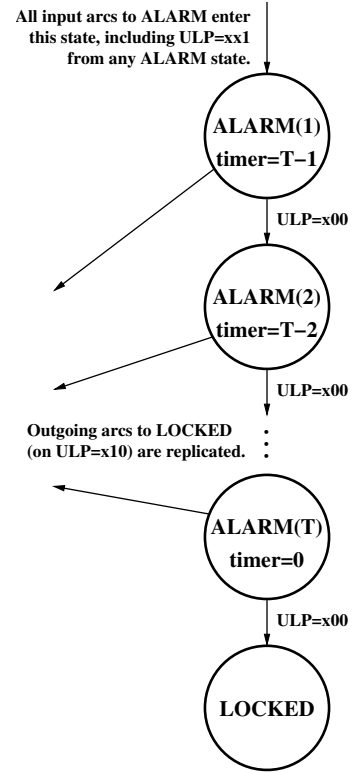 All input arcs to ALARM enter
this state, including ULP=xx1
from any ALARM state.
ALARM(1)
timer=T−1
ULP=x00
ALARM(2)
timer=T−2
ULP=x00
Outgoing arcs to LOCKED
(on ULP=x10) are replicated.
ALARM(T)
timer=0
ULP=x00
LOCKED